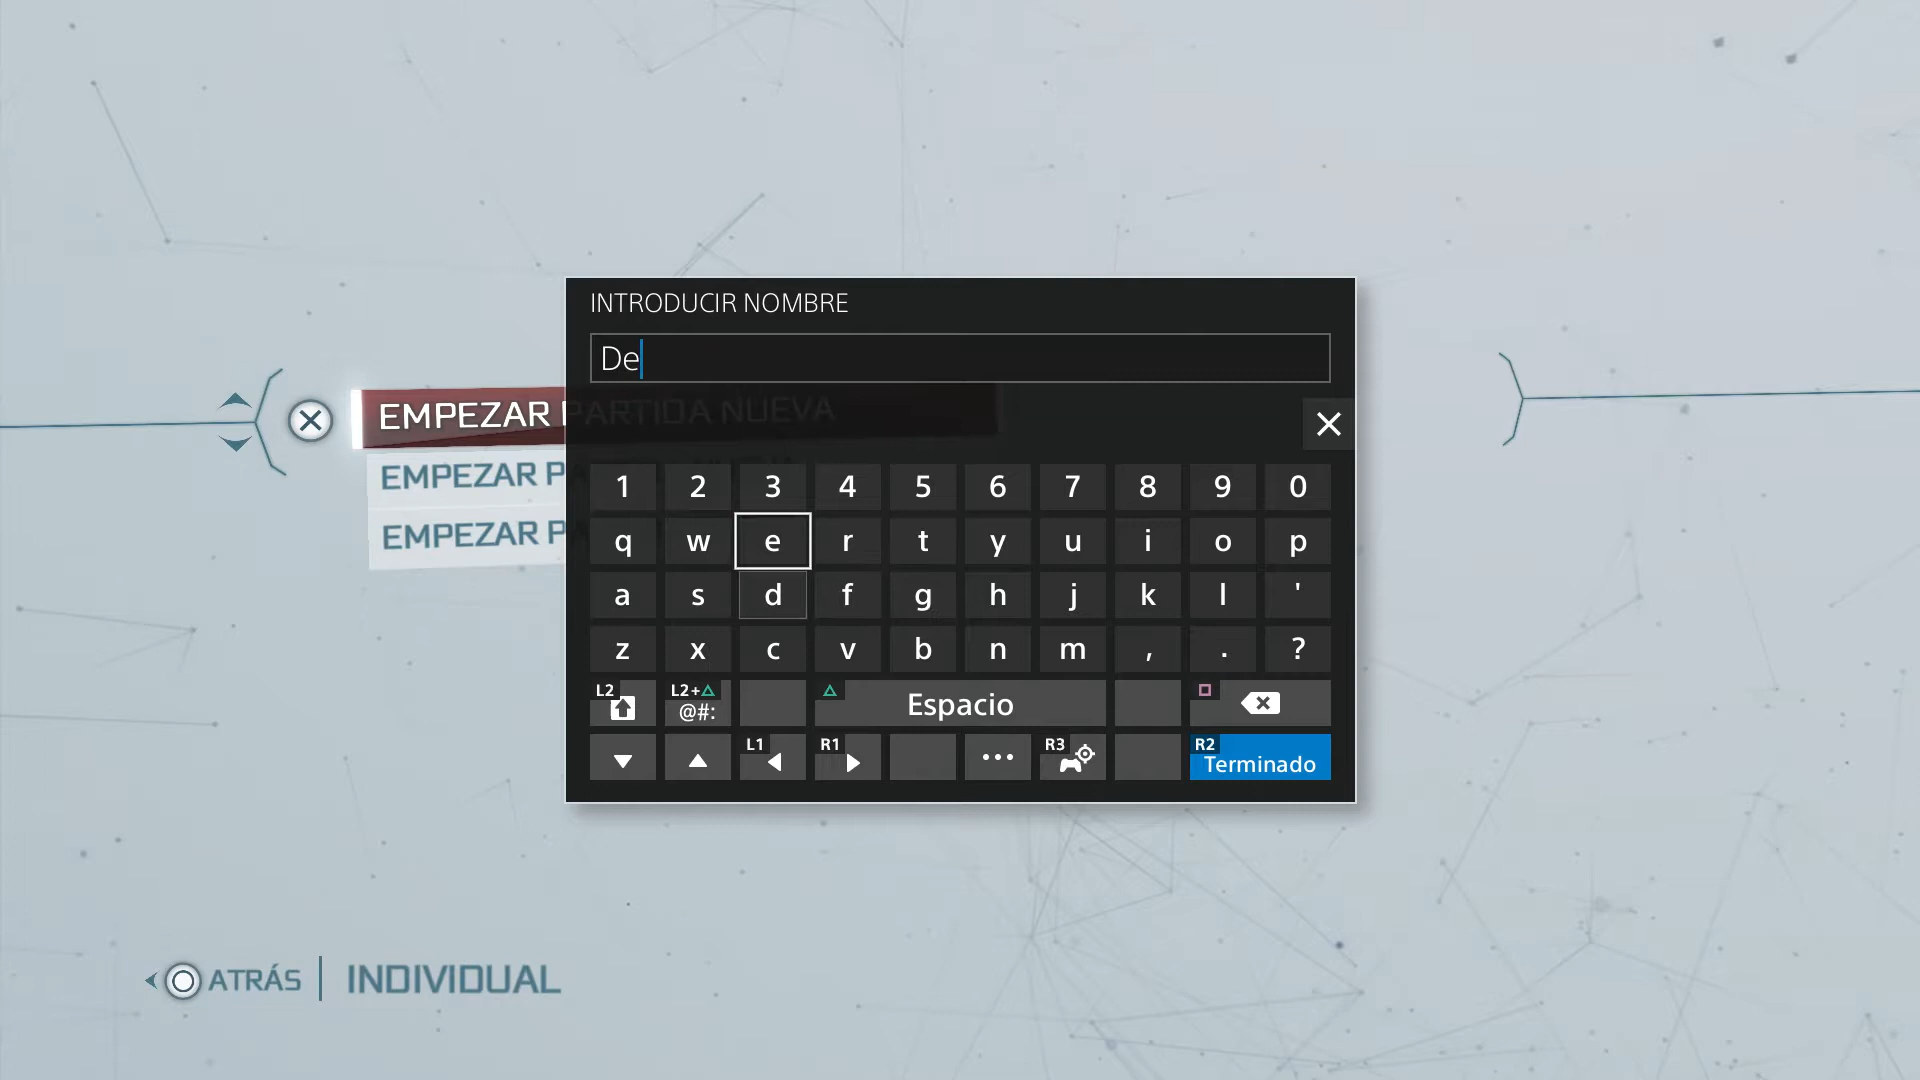 INTRODUCIR NOMBRE
De
EMPEZAR PARTIDA NUEVA
EMPEZAR P
EMPEZAR P
1 2 3 4 5 6 7 8 9 0
q w e r t y u i o p
a s d f g h j k l '
z x c v b n m , . ?
L2 L2+△ @#: △ Espacio □
L1 R1 ... R3 R2 Terminado
ATRÁS | INDIVIDUAL